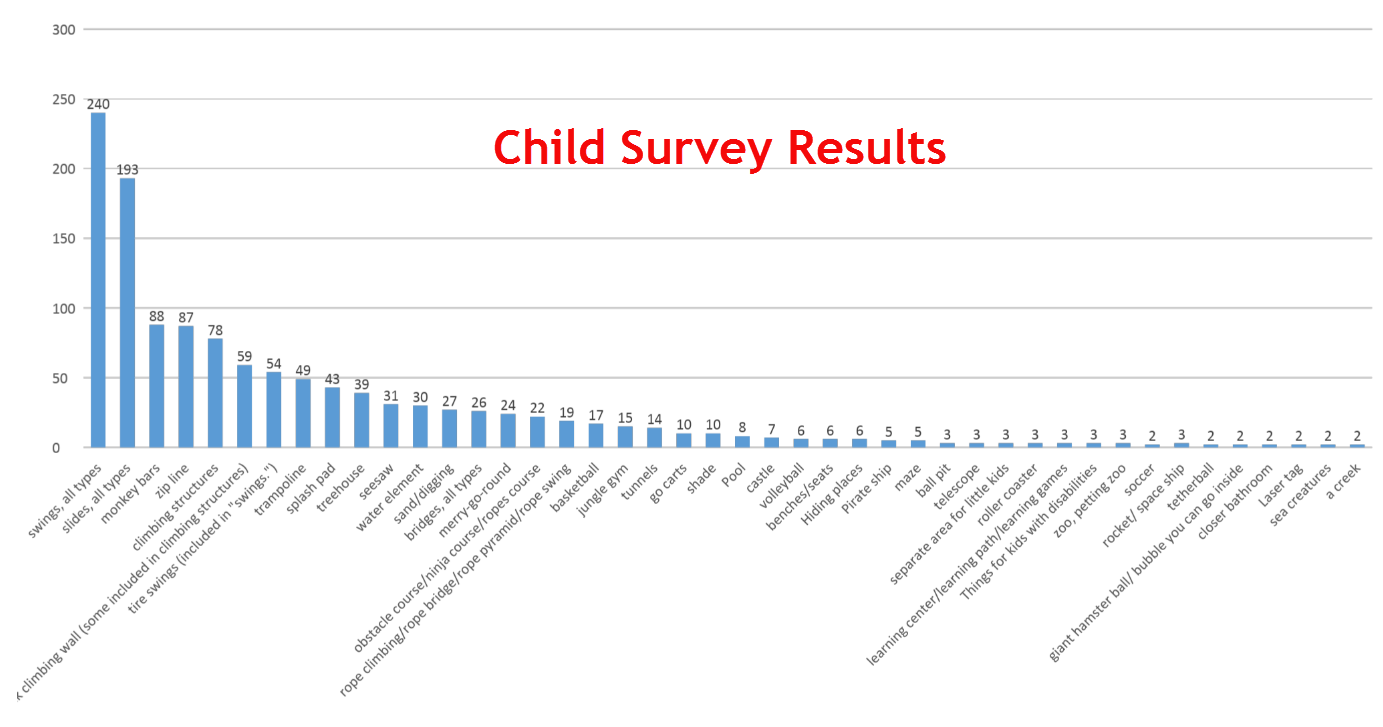 Child Survey Results
300
250
200
150
100
50
0
240
193
88
87
78
59
54
49
43
39
31
30
27
26
24
22
19
17
15
14
10
10
8
7
6
6
6
5
5
3
3
3
3
3
3
3
2
3
2
2
2
2
2
2
swings, all types
slides, all types
monkey bars
zip line
climbing structures
climbing wall (some included in climbing structures)
tire swings (included in "swings.")
trampoline
splash pad
treehouse
seesaw
water element
sand/digging
bridges, all types
merry-go-round
obstacle course/ninja course/ropes course
rope climbing/rope bridge/rope pyramid/rope swing
basketball
jungle gym
tunnels
go carts
shade
Pool
castle
volleyball
benches/seats
Hiding places
Pirate ship
maze
ball pit
telescope
separate area for little kids
roller coaster
learning center/learning path/learning games
Things for kids with disabilities
zoo, petting zoo
soccer
rocket/ space ship
tetherball
giant hamster ball/ bubble you can go inside
closer bathroom
Laser tag
sea creatures
a creek